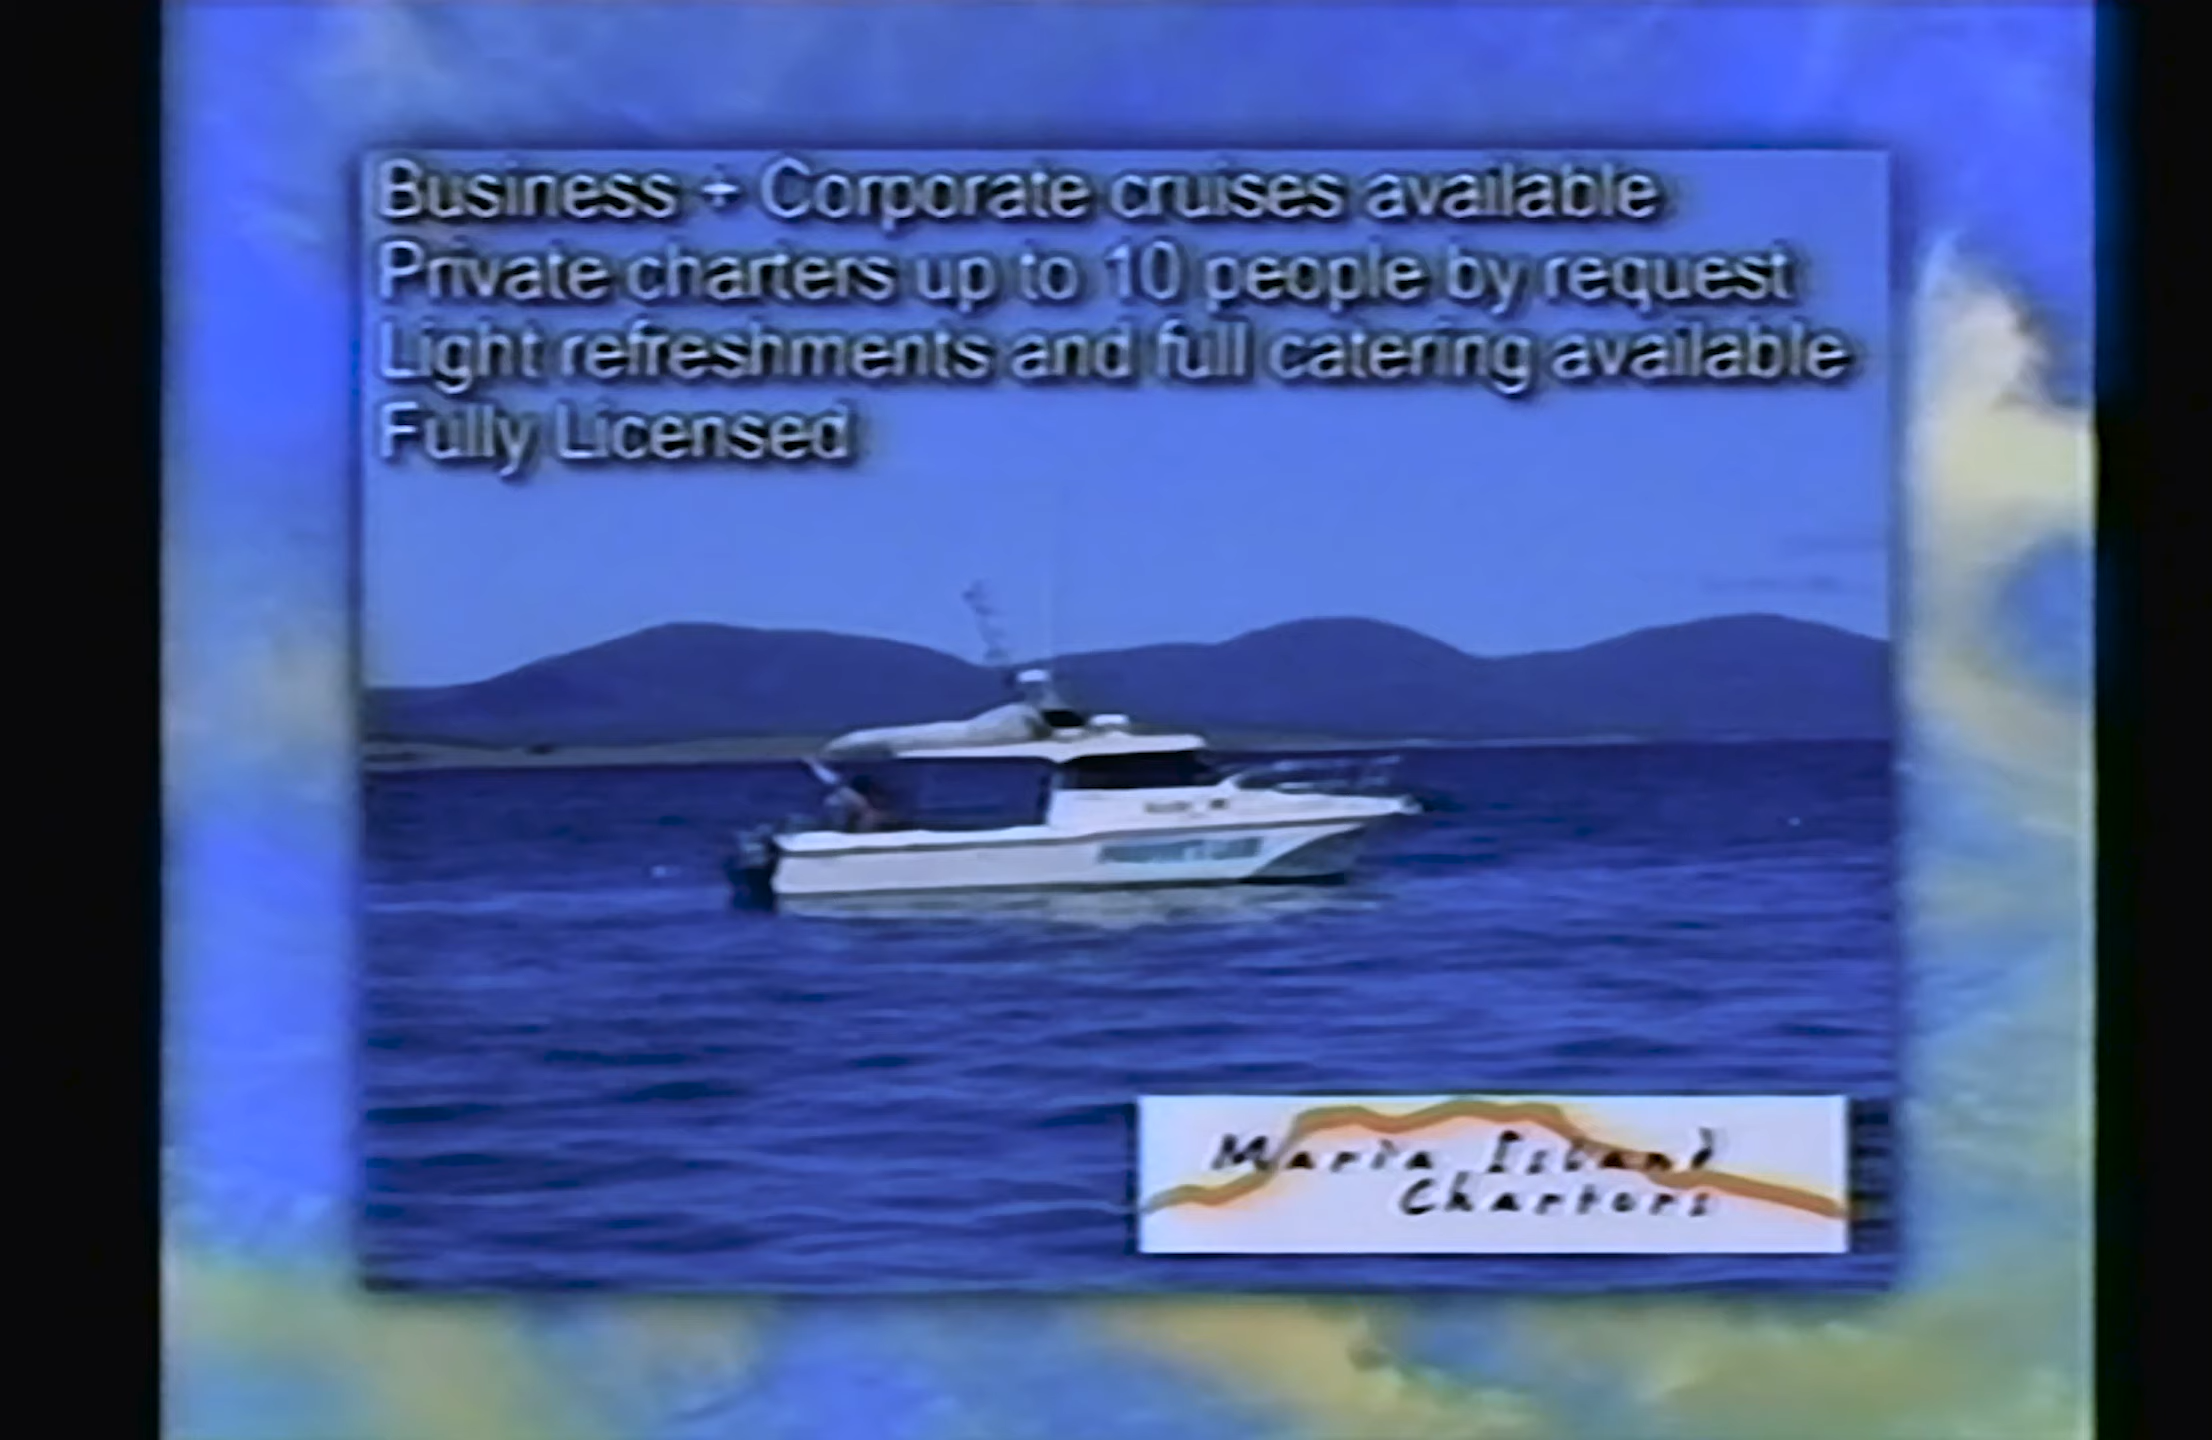 Business + Corporate cruises available
Private charters up to 10 people by request
Light refreshments and full catering available
Fully Licensed
Maria Island
Charters